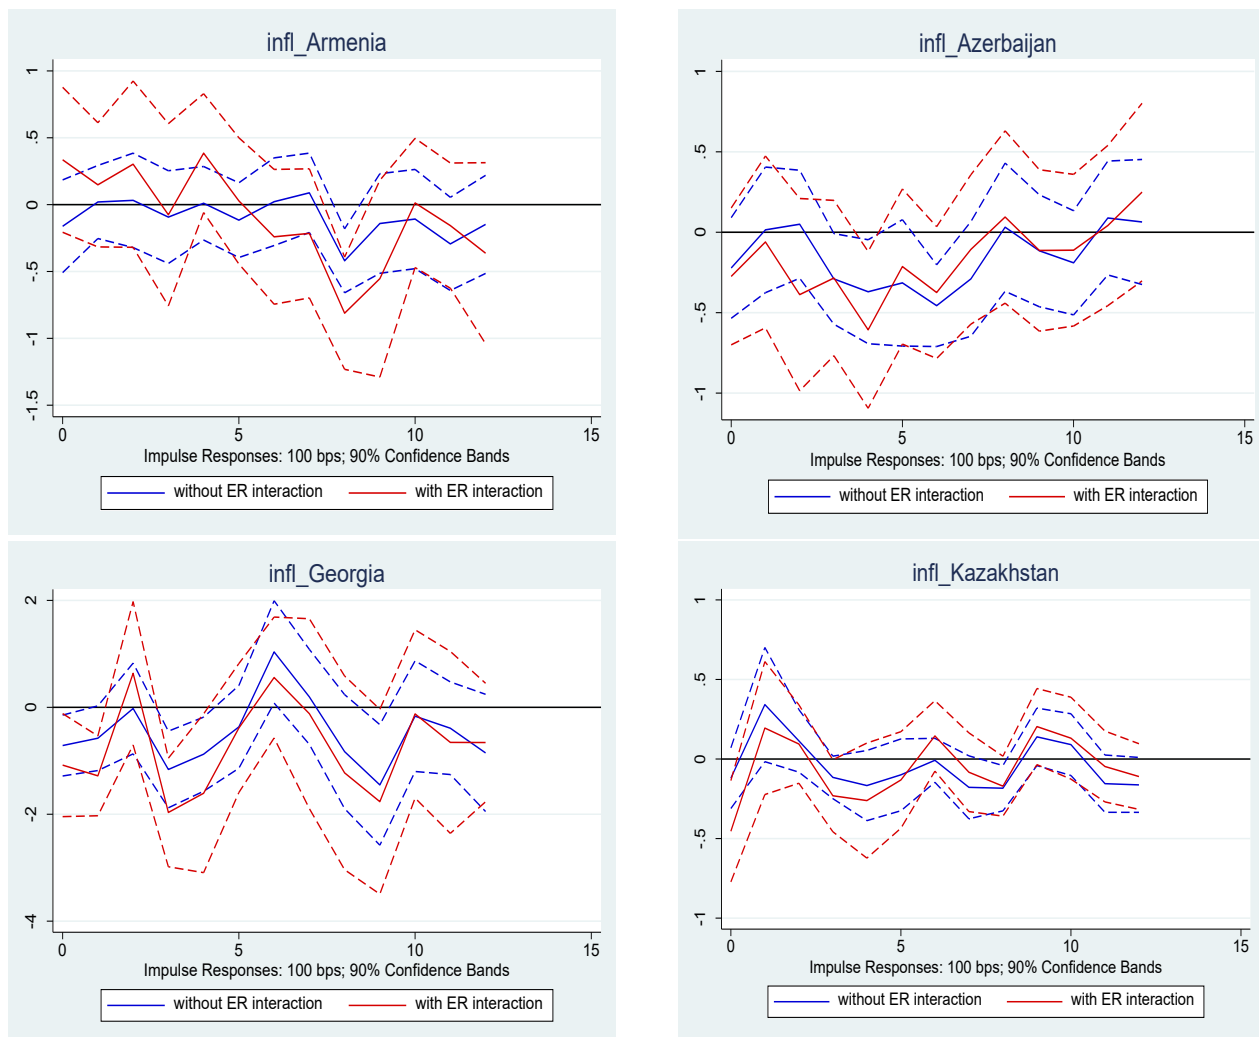 infl_Armenia
1
.5
0
-.5
-1
-1.5
0 5 10 15
Impulse Responses: 100 bps; 90% Confidence Bands
without ER interaction with ER interaction
infl_Azerbaijan
1
.5
0
-.5
-1
0 5 10 15
Impulse Responses: 100 bps; 90% Confidence Bands
without ER interaction with ER interaction
infl_Georgia
2
0
-2
-4
0 5 10 15
Impulse Responses: 100 bps; 90% Confidence Bands
without ER interaction with ER interaction
infl_Kazakhstan
1
.5
0
-.5
-1
0 5 10 15
Impulse Responses: 100 bps; 90% Confidence Bands
without ER interaction with ER interaction